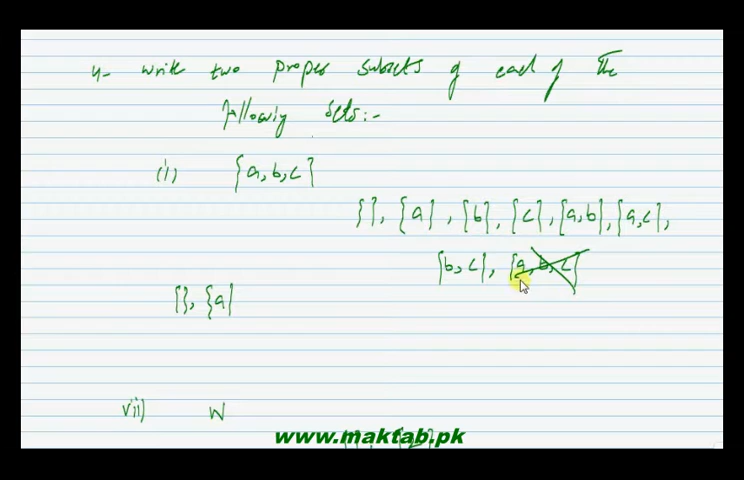 4- write two proper subsets of each of the
following sets:-
(i) {a,b,c}
{ }, {a}, {b}, {c}, {a,b}, {a,c},
{b,c}, {a,b,c}
{ }, {a}
vii) W
www.maktab.pk